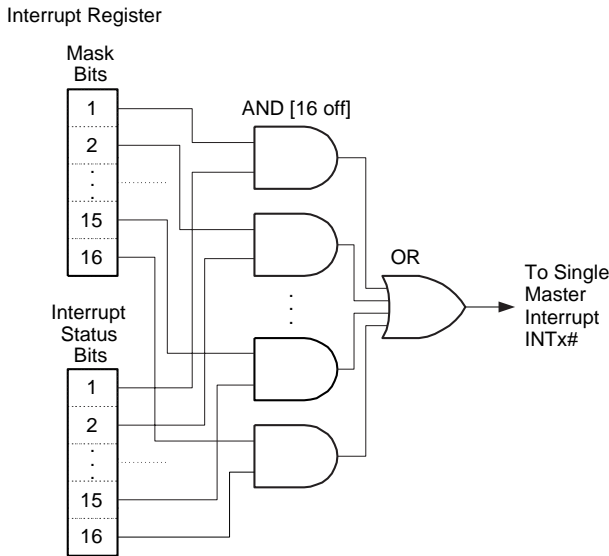 Interrupt Register
Mask
Bits
1
2
15
16
AND [16 off]
OR
To Single
Master
Interrupt
INTx#
Interrupt
Status
Bits
1
2
15
16